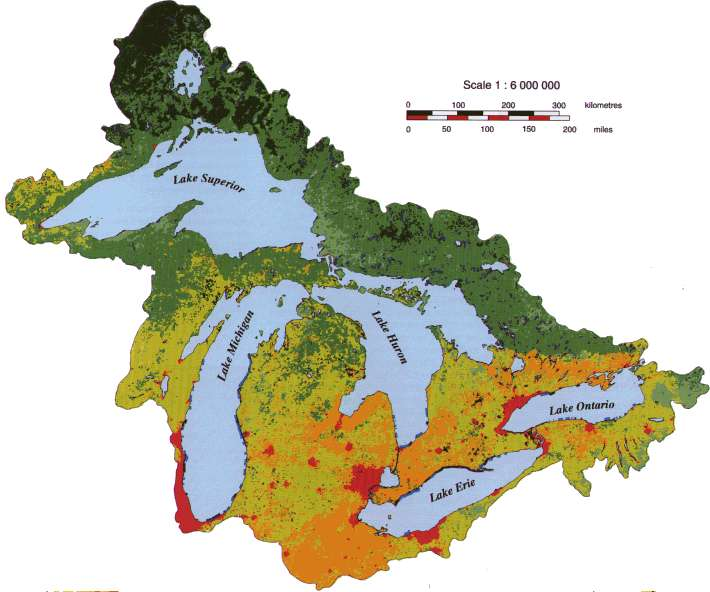 Scale 1 : 6 000 000
0 100 200 300 kilometres
0 50 100 150 200 miles
Lake Superior
Lake Michigan
Lake Huron
Lake Ontario
Lake Erie